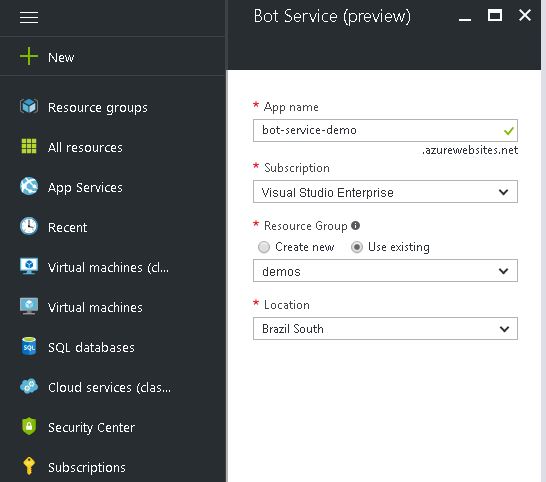 New
Resource groups
All resources
App Services
Recent
Virtual machines (cl...
Virtual machines
SQL databases
Cloud services (clas...
Security Center
Subscriptions
Bot Service (preview)
* App name
bot-service-demo
.azurewebsites.net
* Subscription
Visual Studio Enterprise
* Resource Group
Create new Use existing
demos
* Location
Brazil South